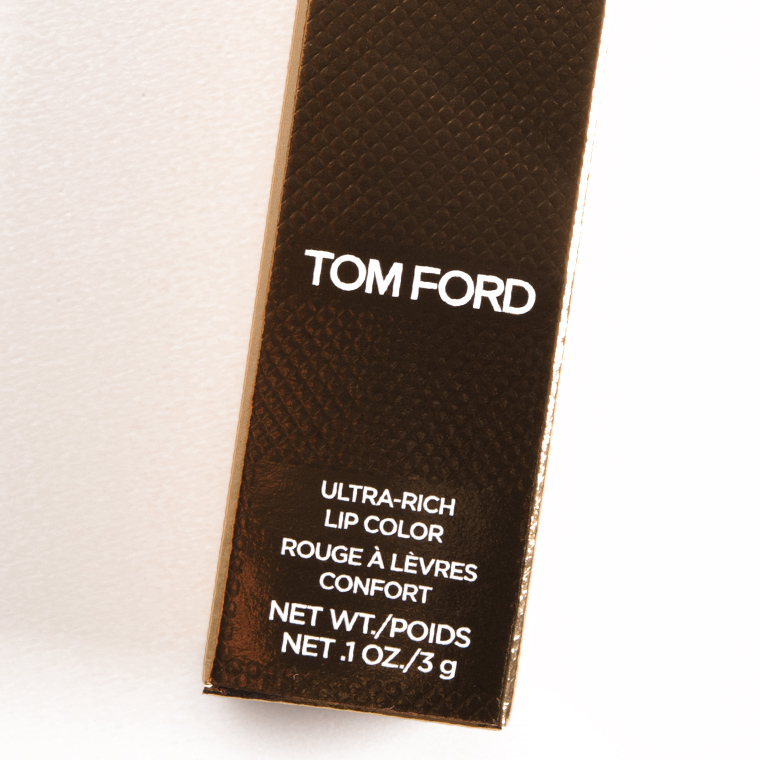 TOM FORD
ULTRA-RICH
LIP COLOR
ROUGE À LÈVRES
CONFORT
NET WT./POIDS
NET .1 OZ./3 g